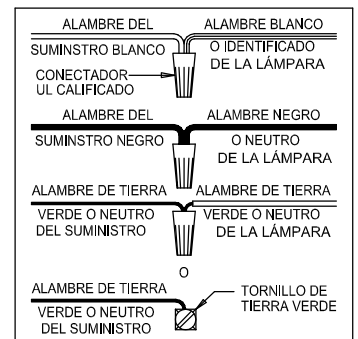 ALAMBRE DEL
ALAMBRE BLANCO
SUMINSTRO BLANCO
O IDENTIFICADO
DE LA LÁMPARA
CONECTADOR
UL CALIFICADO
ALAMBRE DEL
ALAMBRE NEGRO
SUMINSTRO NEGRO
O NEUTRO
DE LA LÁMPARA
ALAMBRE DE TIERRA
ALAMBRE DE TIERRA
VERDE O NEUTRO
DEL SUMINISTRO
VERDE O NEUTRO
DE LA LÁMPARA
O
ALAMBRE DE TIERRA
VERDE O NEUTRO
DEL SUMINISTRO
TORNILLO DE
TIERRA VERDE